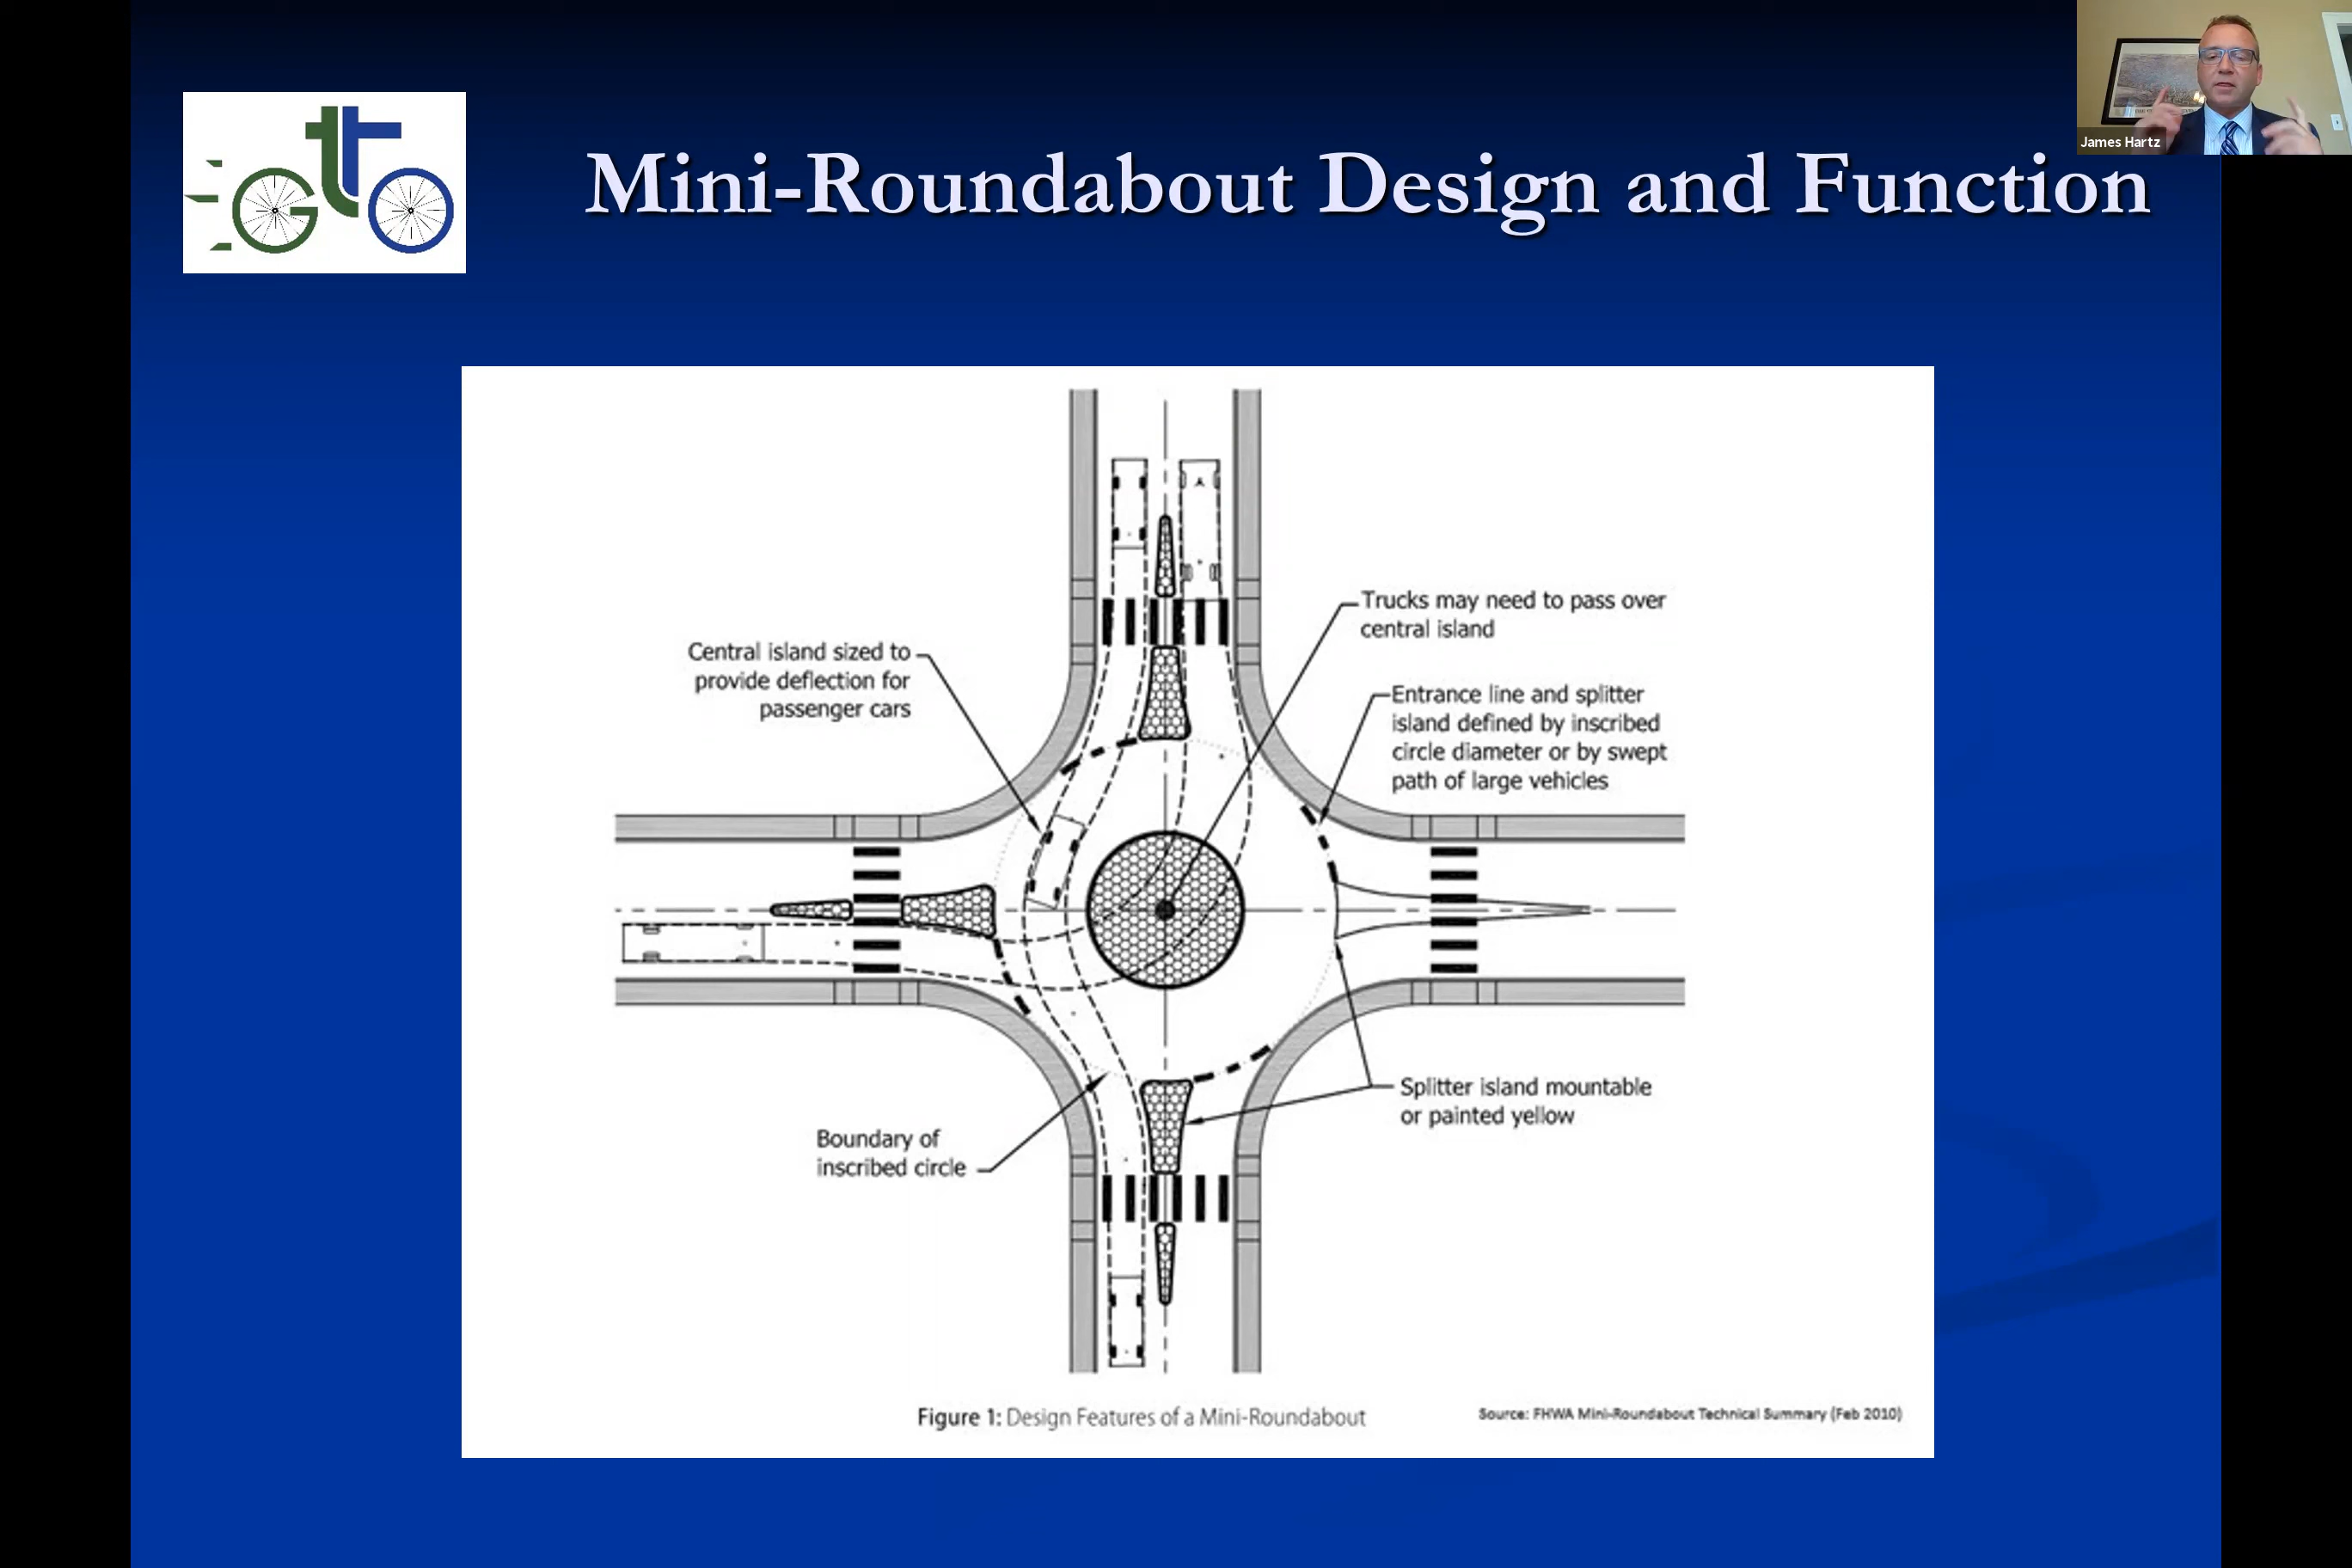 James Hartz
Gtto
Mini-Roundabout Design and Function
Trucks may need to pass over
central island
Central island sized to
provide deflection for
passenger cars
Entrance line and splitter
island defined by inscribed
circle diameter or by swept
path of large vehicles
Splitter island mountable
or painted yellow
Boundary of
inscribed circle
Figure 1: Design Features of a Mini-Roundabout
Source: FHWA Mini-Roundabout Technical Summary (Feb 2010)